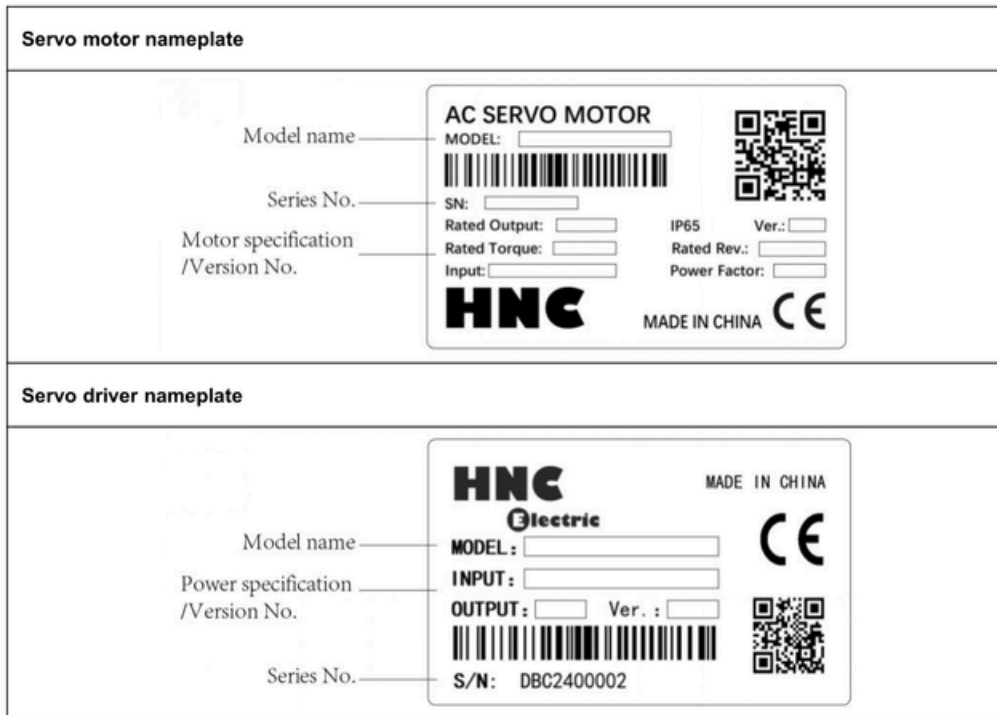 Servo motor nameplate
Model name
AC SERVO MOTOR
MODEL:
Series No.
SN:
Motor specification
/Version No.
Rated Output: IP65 Ver.:
Rated Torque: Rated Rev.:
Input: Power Factor:
HNC MADE IN CHINA CE
Servo driver nameplate
HNC MADE IN CHINA
Electric
CE
Model name
MODEL:
Power specification
/Version No.
INPUT:
OUTPUT: Ver.:
Series No.
S/N: DBC2400002